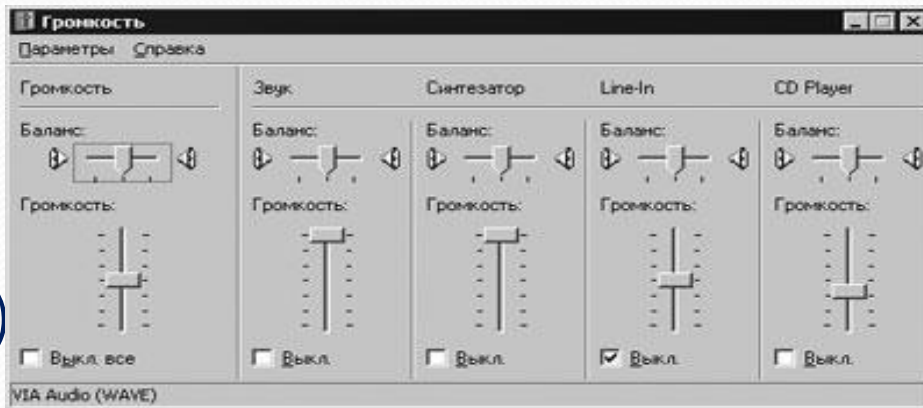 Громкость
Параметры Справка
Громкость Звук Синтезатор Line-In CD Player
Баланс: Баланс: Баланс: Баланс: Баланс:
Громкость: Громкость: Громкость: Громкость: Громкость:
Выкл. все Выкл. Выкл. Выкл. Выкл.
VIA Audio (WAVE)